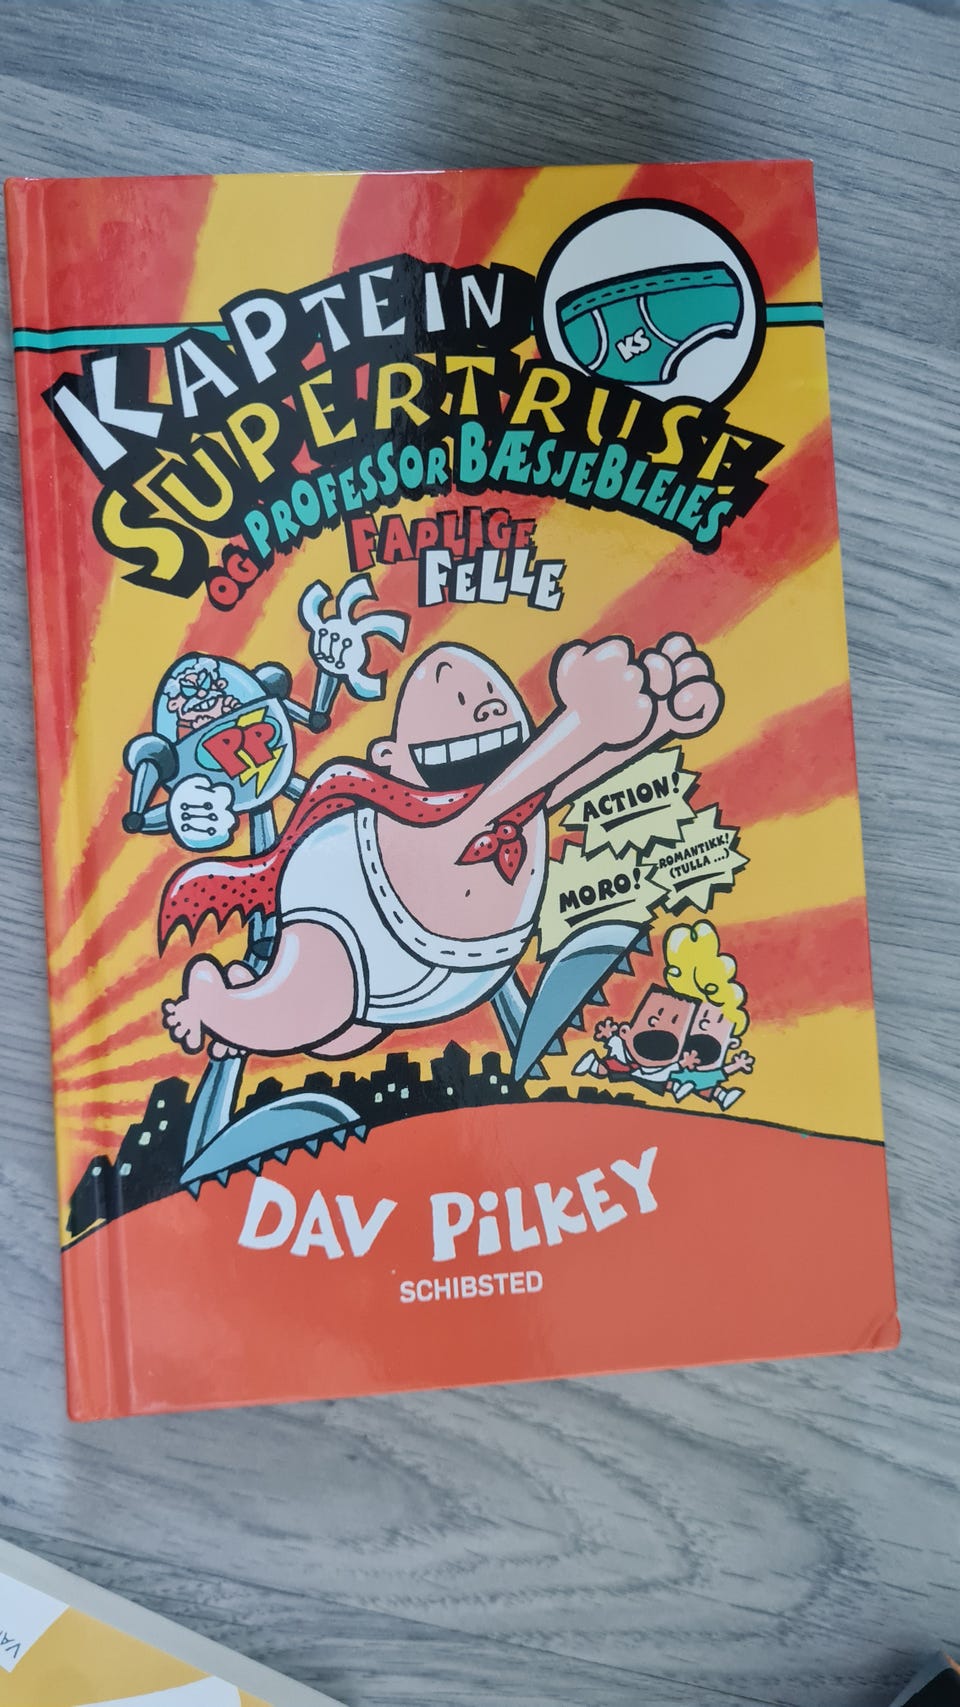 KAPTEIN
SUPERTRUSE
KS
OG PROFESSOR BÆSJEBLEIES
FARLIGE
FELLE
PP
ACTION!
MORO!
ROMANTIKK!
(TULLA ...)
DAV PILKEY
SCHIBSTED